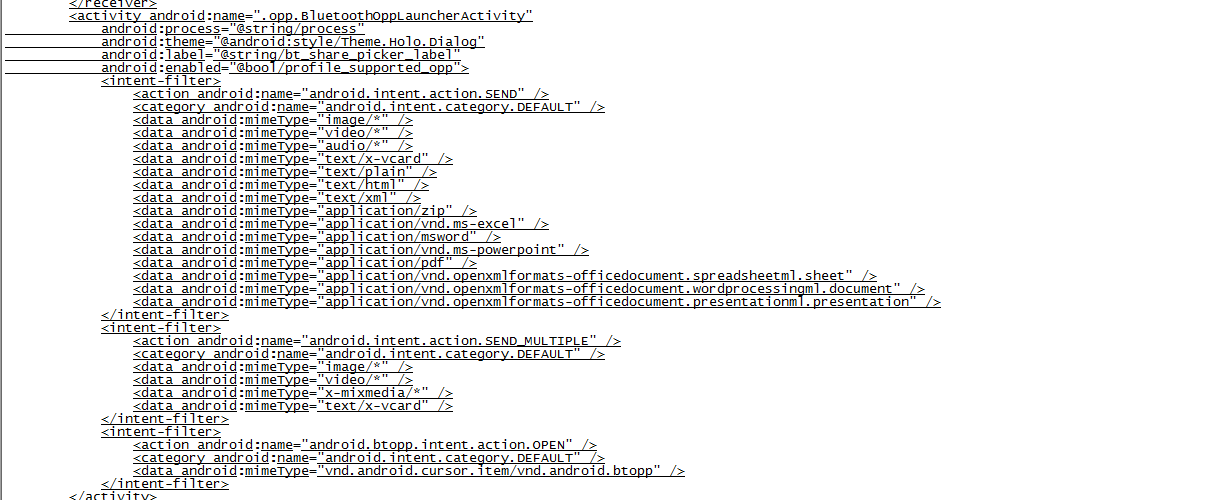 </receiver>
<activity android:name=".opp.BluetoothOppLauncherActivity"
android:process="@string/process"
android:theme="@android:style/Theme.Holo.Dialog"
android:label="@string/bt_share_picker_label"
android:enabled="@bool/profile_supported_opp">
<intent-filter>
<action android:name="android.intent.action.SEND" />
<category android:name="android.intent.category.DEFAULT" />
<data android:mimeType="image/*" />
<data android:mimeType="video/*" />
<data android:mimeType="audio/*" />
<data android:mimeType="text/x-vcard" />
<data android:mimeType="text/plain" />
<data android:mimeType="text/html" />
<data android:mimeType="text/xml" />
<data android:mimeType="application/zip" />
<data android:mimeType="application/vnd.ms-excel" />
<data android:mimeType="application/msword" />
<data android:mimeType="application/vnd.ms-powerpoint" />
<data android:mimeType="application/pdf" />
<data android:mimeType="application/vnd.openxmlformats-officedocument.spreadsheetml.sheet" />
<data android:mimeType="application/vnd.openxmlformats-officedocument.wordprocessingml.document" />
<data android:mimeType="application/vnd.openxmlformats-officedocument.presentationml.presentation" />
</intent-filter>
<intent-filter>
<action android:name="android.intent.action.SEND_MULTIPLE" />
<category android:name="android.intent.category.DEFAULT" />
<data android:mimeType="image/*" />
<data android:mimeType="video/*" />
<data android:mimeType="x-mixmedia/*" />
<data android:mimeType="text/x-vcard" />
</intent-filter>
<intent-filter>
<action android:name="android.btopp.intent.action.OPEN" />
<category android:name="android.intent.category.DEFAULT" />
<data android:mimeType="vnd.android.cursor.item/vnd.android.btopp" />
</intent-filter>
</activity>